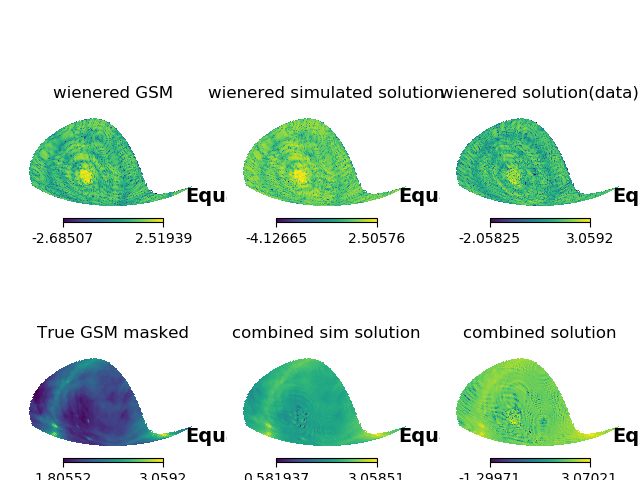 wienered GSM
wienered simulated solution
wienered solution(data)
Equ
Equ
Eq
-2.68507 2.51939
-4.12665 2.50576
-2.05825 3.0592
True GSM masked
combined sim solution
combined solution
Equ
Equ
Eq
1.80552 3.0592
0.581937 3.05851
-1.29971 3.07021